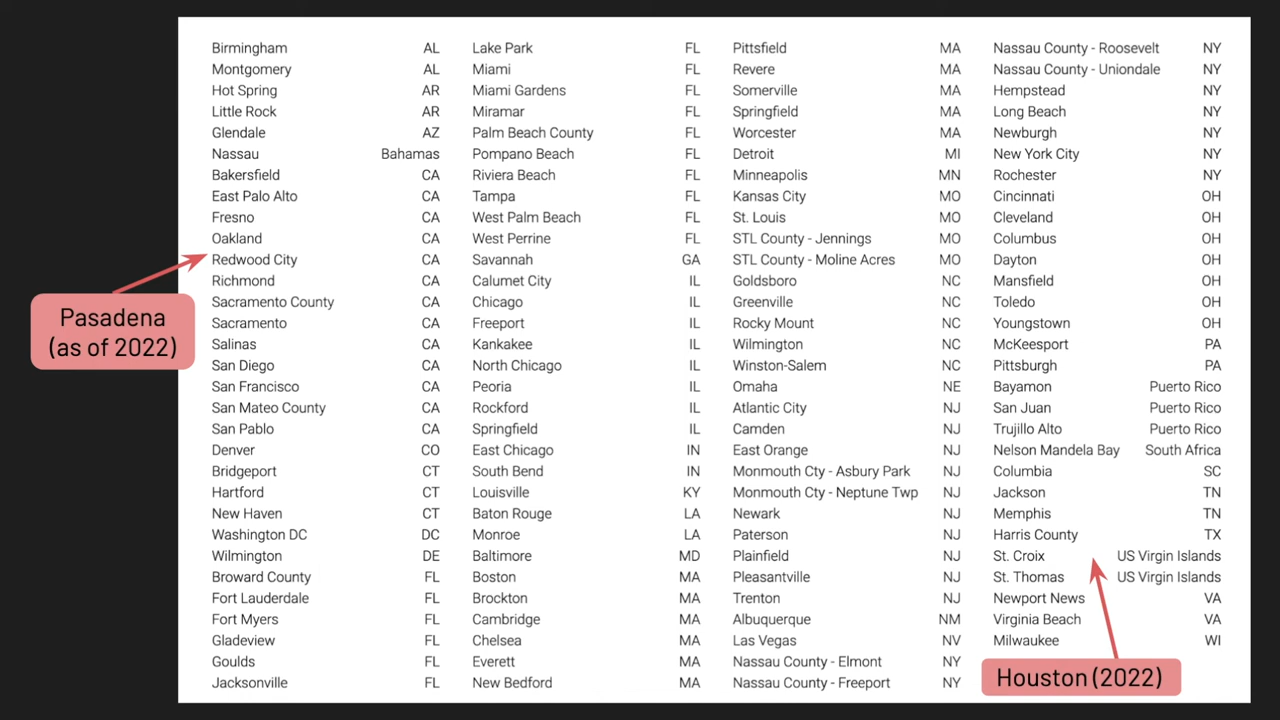 Birmingham AL
Montgomery AL
Hot Spring AR
Little Rock AR
Glendale AZ
Nassau Bahamas
Bakersfield CA
East Palo Alto CA
Fresno CA
Oakland CA
Redwood City CA
Richmond CA
Sacramento County CA
Sacramento CA
Salinas CA
San Diego CA
San Francisco CA
San Mateo County CA
San Pablo CA
Denver CO
Bridgeport CT
Hartford CT
New Haven CT
Washington DC DC
Wilmington DE
Broward County FL
Fort Lauderdale FL
Fort Myers FL
Gladeview FL
Goulds FL
Jacksonville FL
Lake Park FL
Miami FL
Miami Gardens FL
Miramar FL
Palm Beach County FL
Pompano Beach FL
Riviera Beach FL
Tampa FL
West Palm Beach FL
West Perrine FL
Savannah GA
Calumet City IL
Chicago IL
Freeport IL
Kankakee IL
North Chicago IL
Peoria IL
Rockford IL
Springfield IL
East Chicago IN
South Bend IN
Louisville KY
Baton Rouge LA
Monroe LA
Baltimore MD
Boston MA
Brockton MA
Cambridge MA
Chelsea MA
Everett MA
New Bedford MA
Pittsfield MA
Revere MA
Somerville MA
Springfield MA
Worcester MA
Detroit MI
Minneapolis MN
Kansas City MO
St. Louis MO
STL County - Jennings MO
STL County - Moline Acres MO
Goldsboro NC
Greenville NC
Rocky Mount NC
Wilmington NC
Winston-Salem NC
Omaha NE
Atlantic City NJ
Camden NJ
East Orange NJ
Monmouth Cty - Asbury Park NJ
Monmouth Cty - Neptune Twp NJ
Newark NJ
Paterson NJ
Plainfield NJ
Pleasantville NJ
Trenton NJ
Albuquerque NM
Las Vegas NV
Nassau County - Elmont NY
Nassau County - Freeport NY
Nassau County - Roosevelt NY
Nassau County - Uniondale NY
Hempstead NY
Long Beach NY
Newburgh NY
New York City NY
Rochester NY
Cincinnati OH
Cleveland OH
Columbus OH
Dayton OH
Mansfield OH
Toledo OH
Youngstown OH
McKeesport PA
Pittsburgh PA
Bayamon Puerto Rico
San Juan Puerto Rico
Trujillo Alto Puerto Rico
Nelson Mandela Bay South Africa
Columbia SC
Jackson TN
Memphis TN
Harris County TX
St. Croix US Virgin Islands
St. Thomas US Virgin Islands
Newport News VA
Virginia Beach VA
Milwaukee WI
Pasadena
(as of 2022)
Houston (2022)